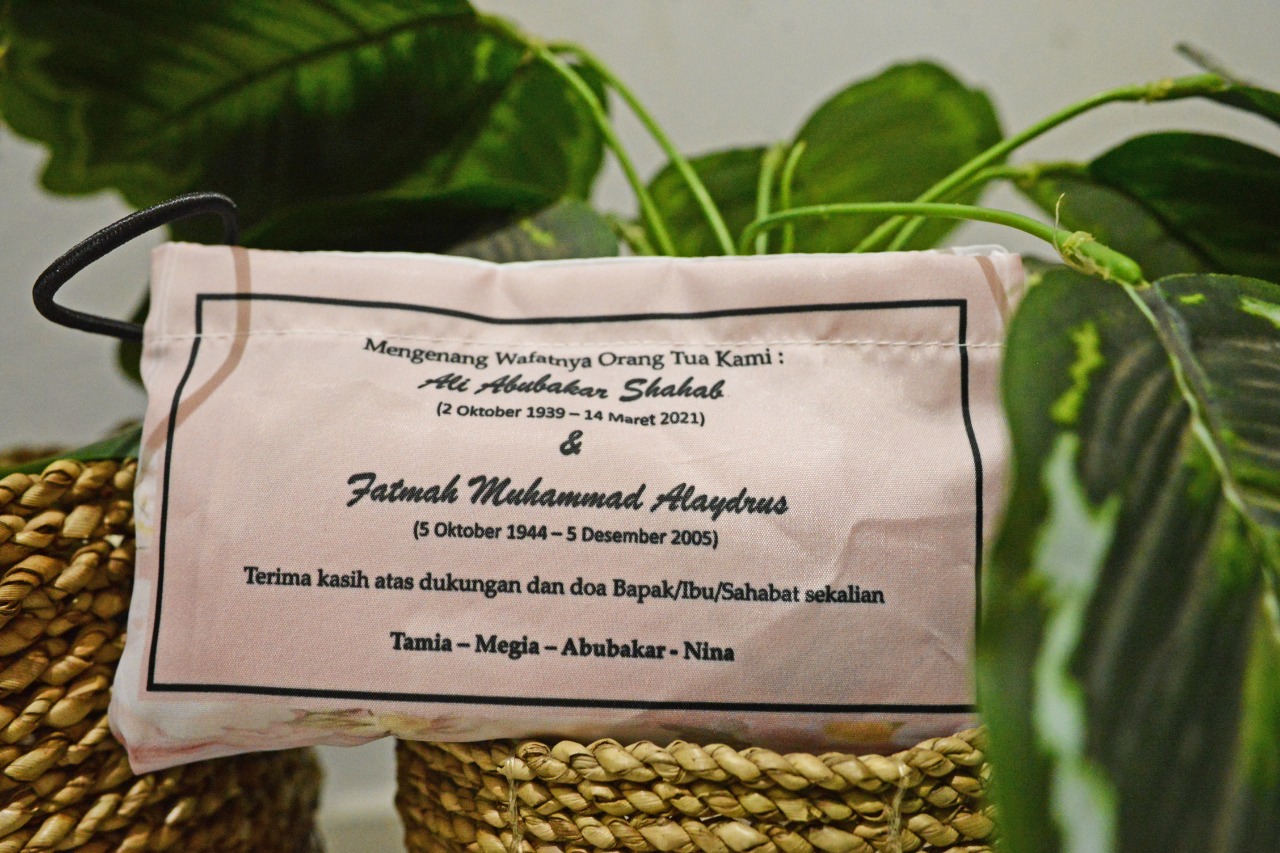 Mengenang Wafatnya Orang Tua Kami :
Ali Abubakar Shahab
(2 Oktober 1939 – 14 Maret 2021)
&
Fatmah Muhammad Alaydrus
(5 Oktober 1944 – 5 Desember 2005)
Terima kasih atas dukungan dan doa Bapak/Ibu/Sahabat sekalian
Tamia – Megia – Abubakar - Nina